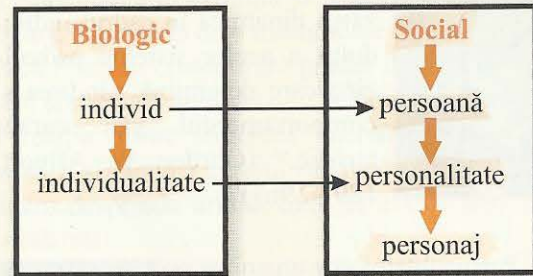 Biologic
individ
individualitate
Social
persoană
personalitate
personaj